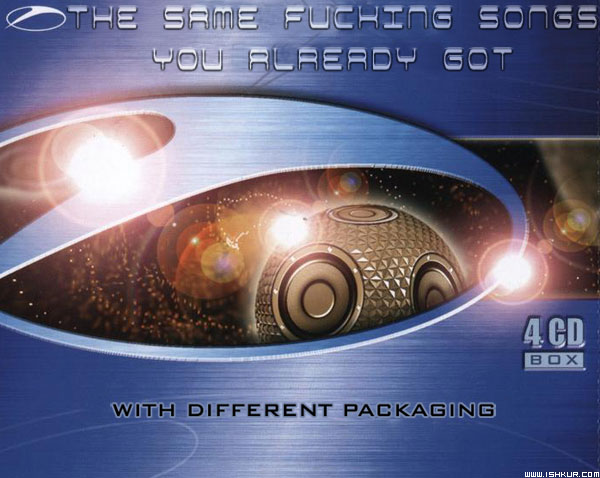 THE SAME FUCKING SONGS
YOU ALREADY GOT
4 CD
BOX
WITH DIFFERENT PACKAGING
WWW.ISHKUR.COM